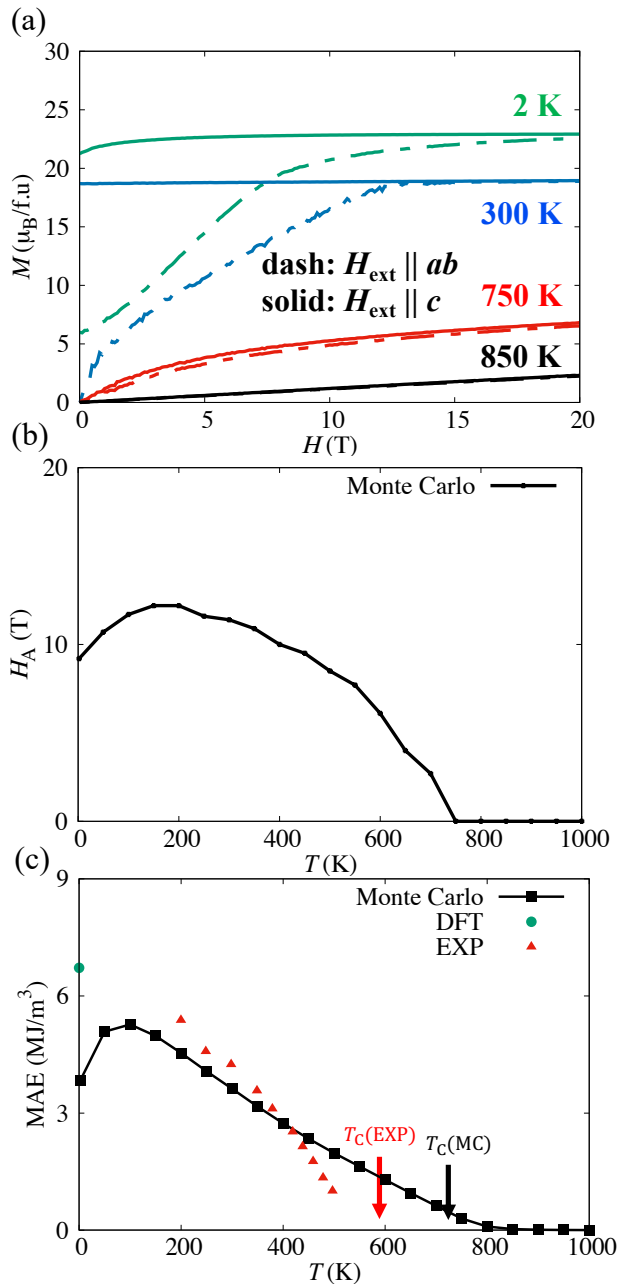 (a)
30
25
20
15
10
5
0
M (μB/f.u)
2 K
300 K
dash: Hext || ab
solid: Hext || c
750 K
850 K
0 5 10 15 20
H (T)
(b)
20
10
0
HA (T)
Monte Carlo
0 200 400 600 800 1000
T (K)
(c)
9
6
3
0
MAE (MJ/m³)
Monte Carlo
DFT
EXP
TC(EXP)
TC(MC)
0 200 400 600 800 1000
T (K)